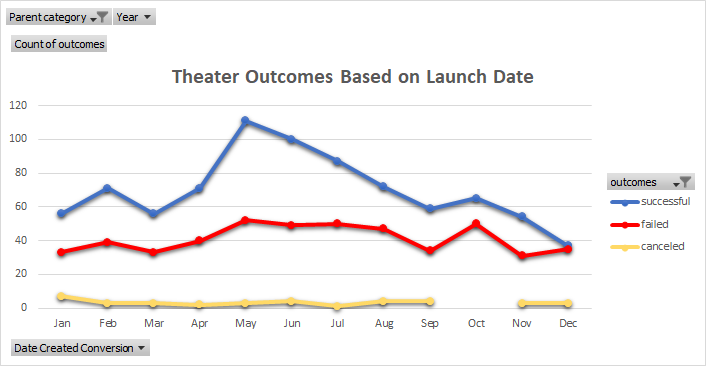 Parent category Year
Count of outcomes
Theater Outcomes Based on Launch Date
120
100
80
60
40
20
0
Jan Feb Mar Apr May Jun Jul Aug Sep Oct Nov Dec
outcomes
successful
failed
canceled
Date Created Conversion